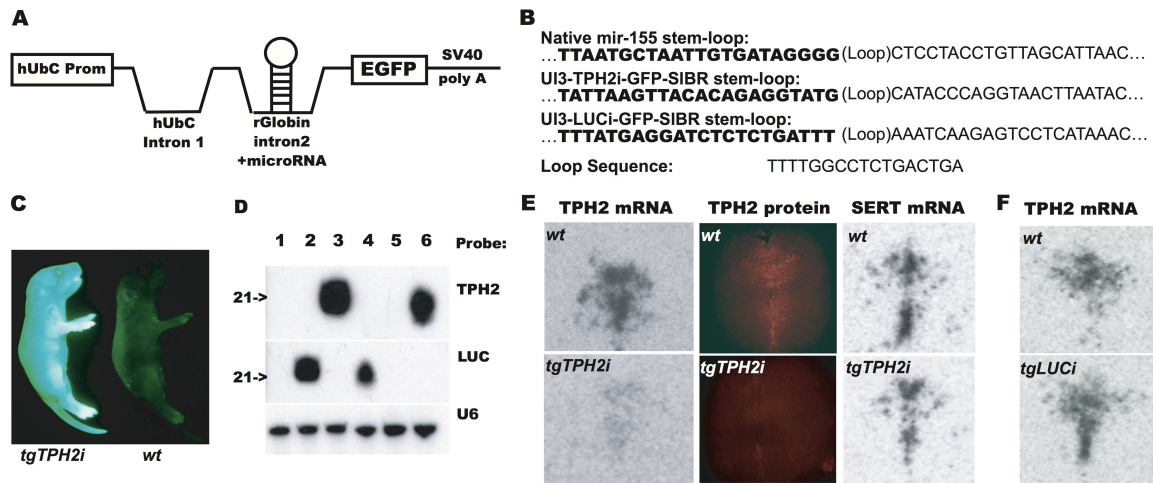 A
hUbC Prom
hUbC
Intron 1
rGlobin
intron2
+microRNA
EGFP
SV40
poly A
B
Native mir-155 stem-loop:
...TTAATGCTAATTGTGATAGGGG(Loop)CTCCTACCTGTTAGCATTAAC...
UI3-TPH2i-GFP-SIBR stem-loop:
...TATTAAGTTACACAGAGGTATG(Loop)CATACCCAGGTAACTTAATAC...
UI3-LUCi-GFP-SIBR stem-loop:
...TTTATGAGGATCTCTCTGATTT (Loop)AAATCAAGAGTCCTCATAAAC...
Loop Sequence: TTTTGGCCTCTGACTGA
C
tgTPH2i wt
D
1 2 3 4 5 6 Probe:
21-> TPH2
21-> LUC
U6
E
TPH2 mRNA TPH2 protein SERT mRNA
wt wt wt
tgTPH2i tgTPH2i tgTPH2i
F
TPH2 mRNA
wt
tgLUCi